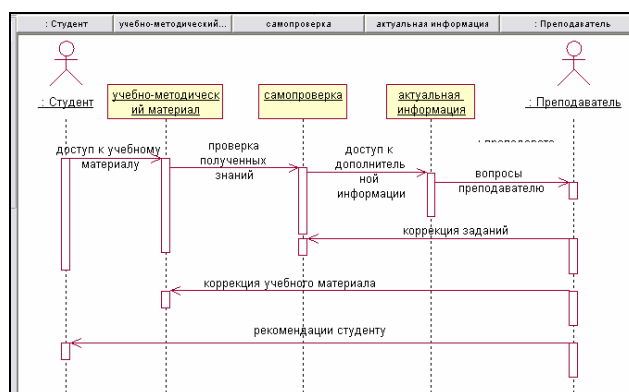 : Студент
учебно-методический...
самопроверка
актуальная информация
: Преподаватель
: Студент
учебно-методическ
ий материал
самопроверка
актуальная
информация
: Преподаватель
доступ к учебному
материалу
проверка
полученных
знаний
доступ к
дополнитель
ной
информации
вопросы
преподавателю
коррекция заданий
коррекция учебного материала
рекомендации студенту